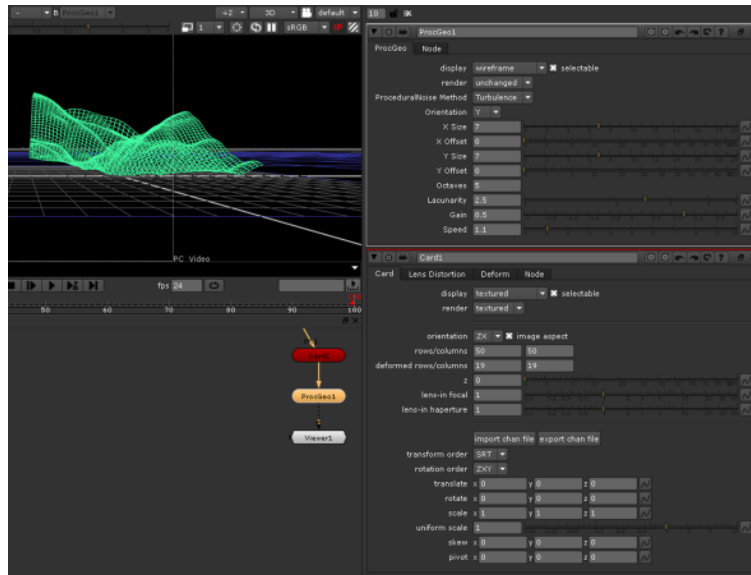 - B ProcGeo1 ÷2 3D default
1 sRGB IP
PC Video
fps 24
50 60 70 80 90 100
Card1
ProcGeo1
Viewer1
10
ProcGeo1
ProcGeo Node
display wireframe selectable
render unchanged
ProceduralNoise Method Turbulence
Orientation Y
X Size 7
X Offset 0
Y Size 7
Y Offset 0
Octaves 5
Lacunarity 2.5
Gain 0.5
Speed 1.1
Card1
Card Lens Distortion Deform Node
display textured selectable
render textured
orientation ZX image aspect
rows/columns 50 50
deformed rows/columns 19 19
z 0
lens-in focal 1
lens-in haperture 1
import chan file export chan file
transform order SRT
rotation order ZXY
translate x 0 y 0 z 0
rotate x 0 y 0 z 0
scale x 1 y 1 z 1
uniform scale 1
skew x 0 y 0 z 0
pivot x 0 y 0 z 0